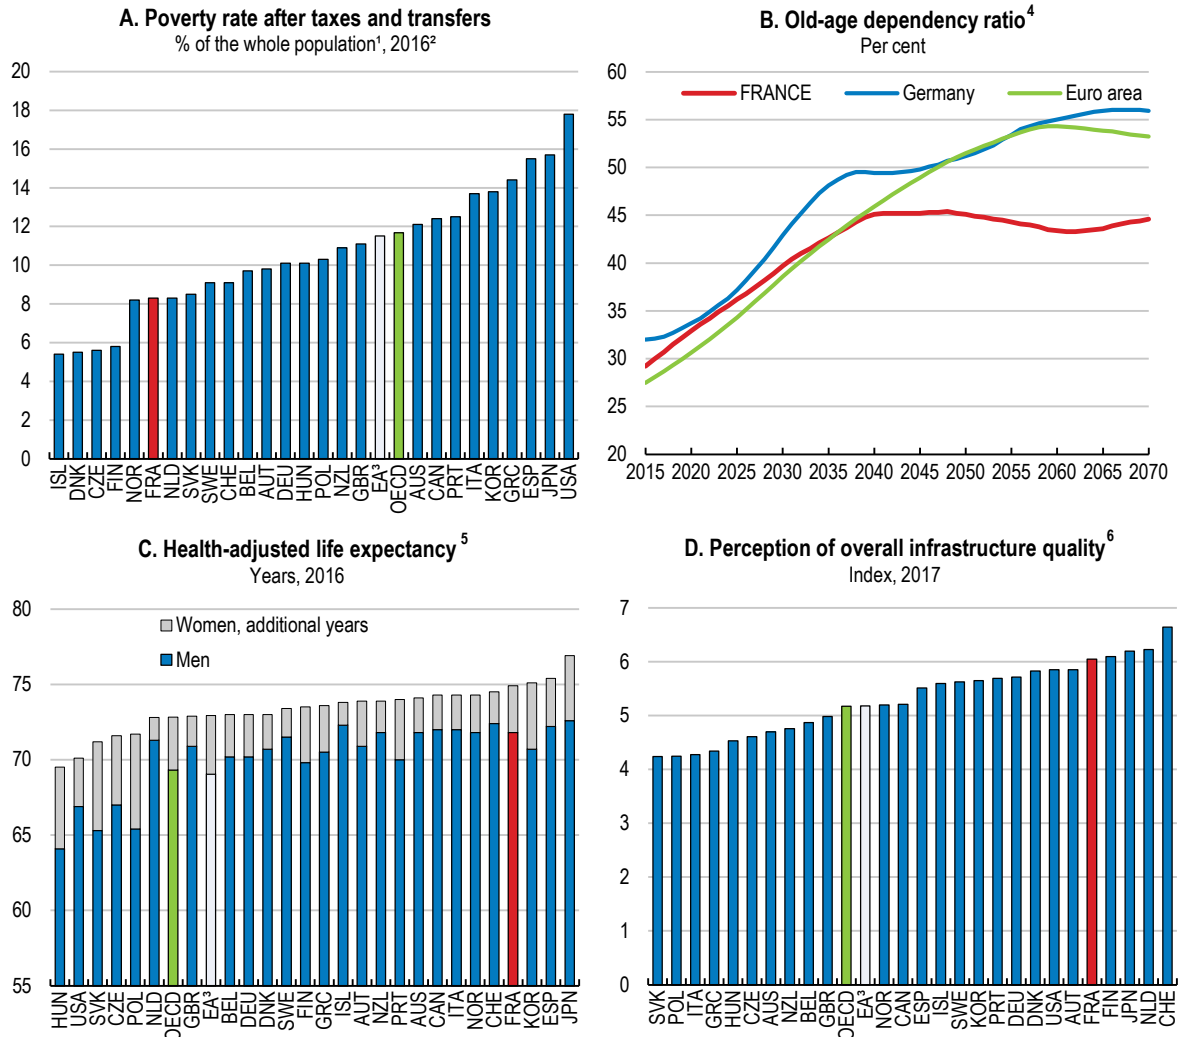 A. Poverty rate after taxes and transfers
% of the whole population¹, 2016²
20
18
16
14
12
10
8
6
4
2
0
ISL DNK CZE FIN NOR FRA NLD SVK SWE CHE BEL AUT DEU HUN POL NZL GBR EA³ OECD AUS CAN PRT ITA KOR GRC ESP JPN USA
B. Old-age dependency ratio⁴
Per cent
60
55
50
45
40
35
30
25
20
FRANCE Germany Euro area
2015 2020 2025 2030 2035 2040 2045 2050 2055 2060 2065 2070
C. Health-adjusted life expectancy ⁵
Years, 2016
80
75
70
65
60
55
Women, additional years
Men
HUN USA SVK CZE POL NLD OECD GBR EA³ BEL DEU DNK SWE FIN GRC ISL AUT NZL PRT AUS CAN ITA NOR CHE FRA KOR ESP JPN
D. Perception of overall infrastructure quality⁶
Index, 2017
7
6
5
4
3
2
1
0
SVK POL ITA GRC HUN CZE AUS NZL BEL GBR OECD EA³ NOR CAN ESP ISL SWE KOR PRT DEU DNK USA AUT FRA FIN JPN NLD CHE